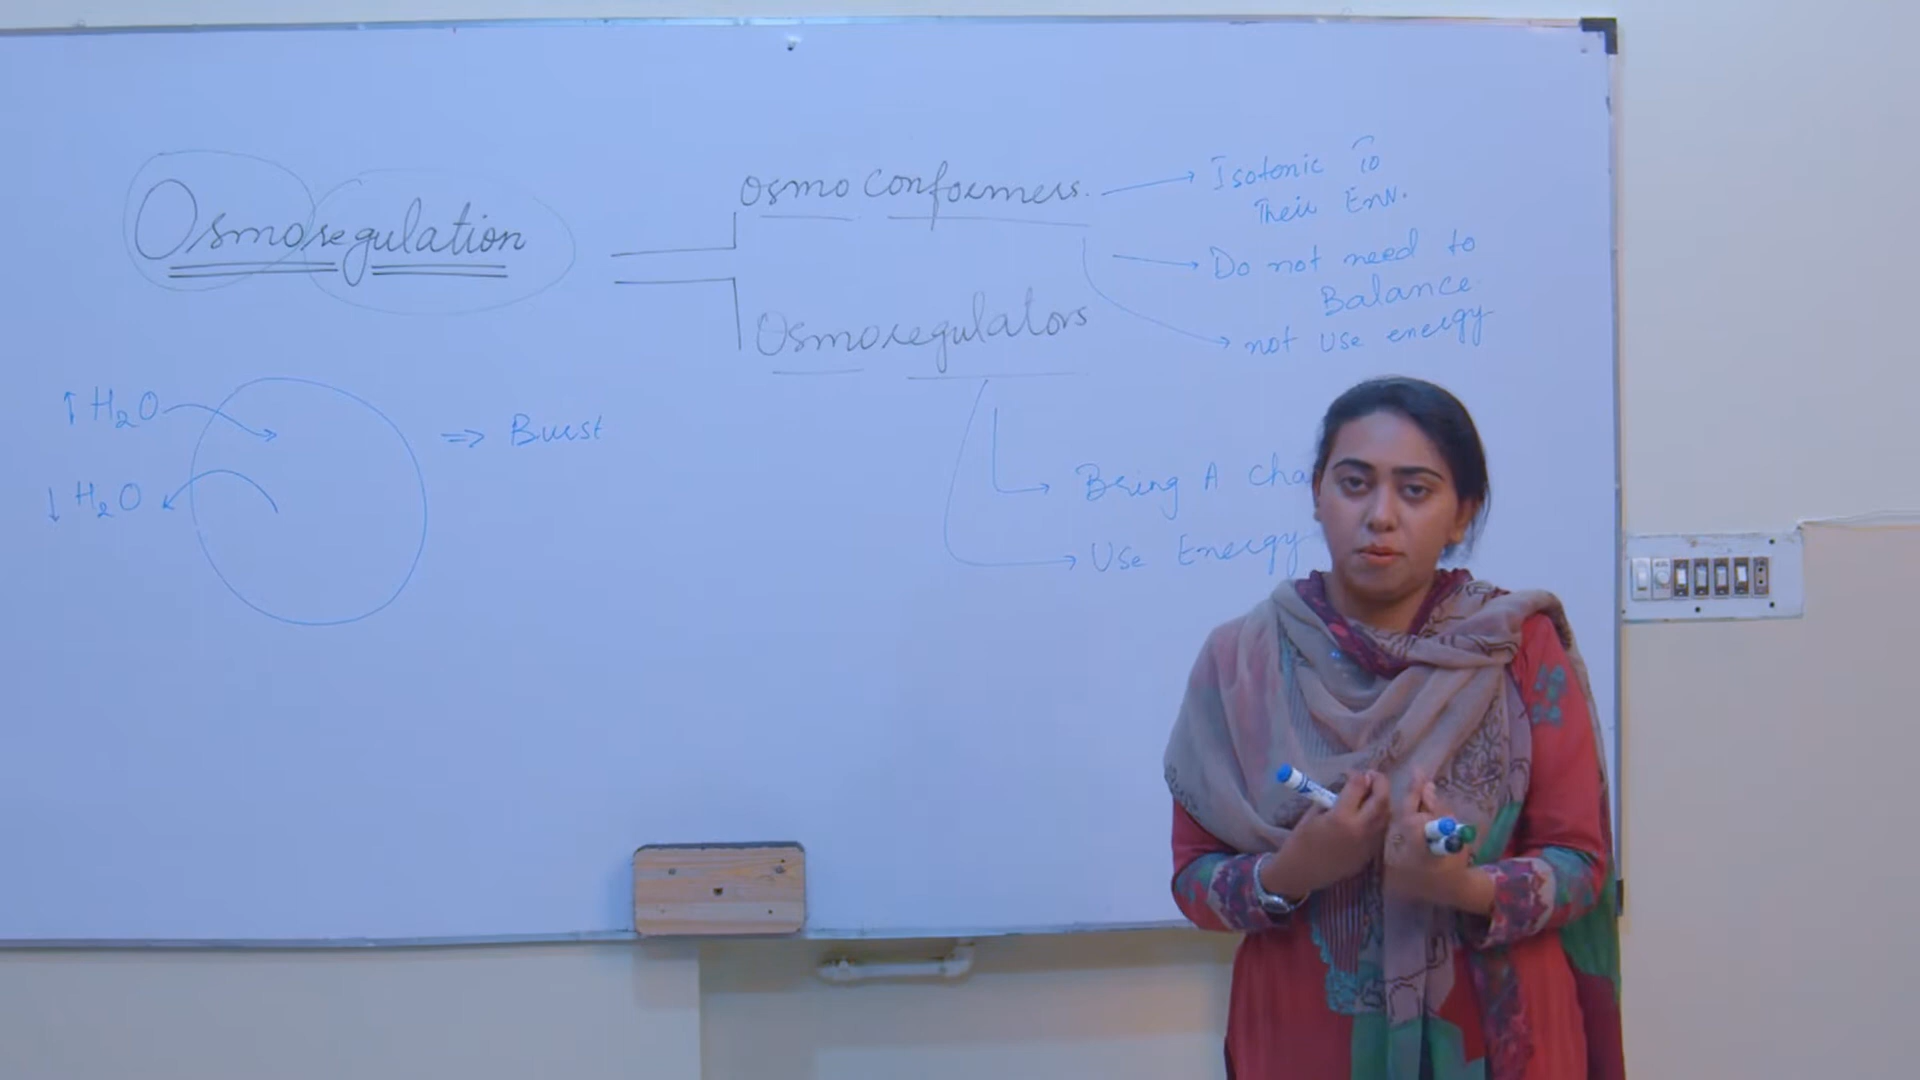 Osmoregulation
Osmo conformers.
Isotonic To
Their Env.
Do not need to
Balance
not Use energy
Osmoregulators
Being A Cha
Use Energy
↑ H2O
↓ H2O
⇒ Burst